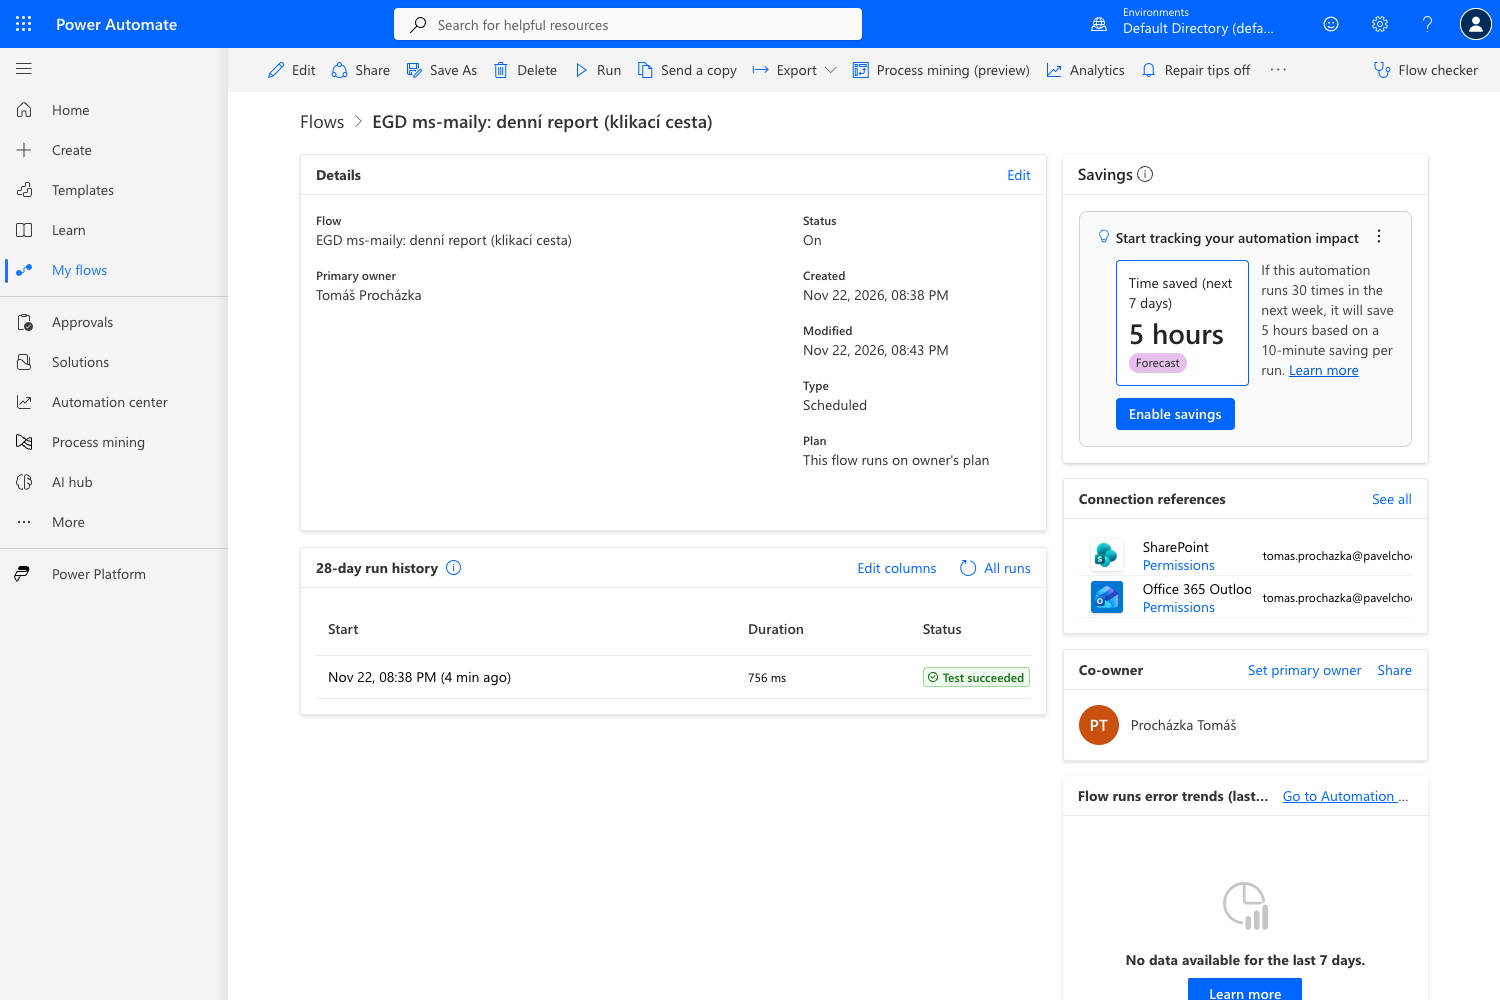 Power Automate
Search for helpful resources
Environments
Default Directory (defa...
Edit
Share
Save As
Delete
Run
Send a copy
Export
Process mining (preview)
Analytics
Repair tips off
Flow checker
Home
Create
Templates
Learn
My flows
Approvals
Solutions
Automation center
Process mining
AI hub
More
Power Platform
Flows
EGD ms-maily: denní report (klikací cesta)
Details
Edit
Flow
EGD ms-maily: denní report (klikací cesta)
Primary owner
Tomáš Procházka
Status
On
Created
Nov 22, 2026, 08:38 PM
Modified
Nov 22, 2026, 08:43 PM
Type
Scheduled
Plan
This flow runs on owner's plan
28-day run history
Edit columns
All runs
Start Duration Status
Nov 22, 08:38 PM (4 min ago) 756 ms Test succeeded
Savings
Start tracking your automation impact
Time saved (next
7 days)
5 hours
Forecast
If this automation
runs 30 times in the
next week, it will save
5 hours based on a
10-minute saving per
run. Learn more
Enable savings
Connection references
See all
SharePoint
Permissions
tomas.prochazka@pavelchoc
Office 365 Outloo
Permissions
tomas.prochazka@pavelchoc
Co-owner
Set primary owner
Share
PT
Procházka Tomáš
Flow runs error trends (last...
Go to Automation ...
No data available for the last 7 days.
Learn more